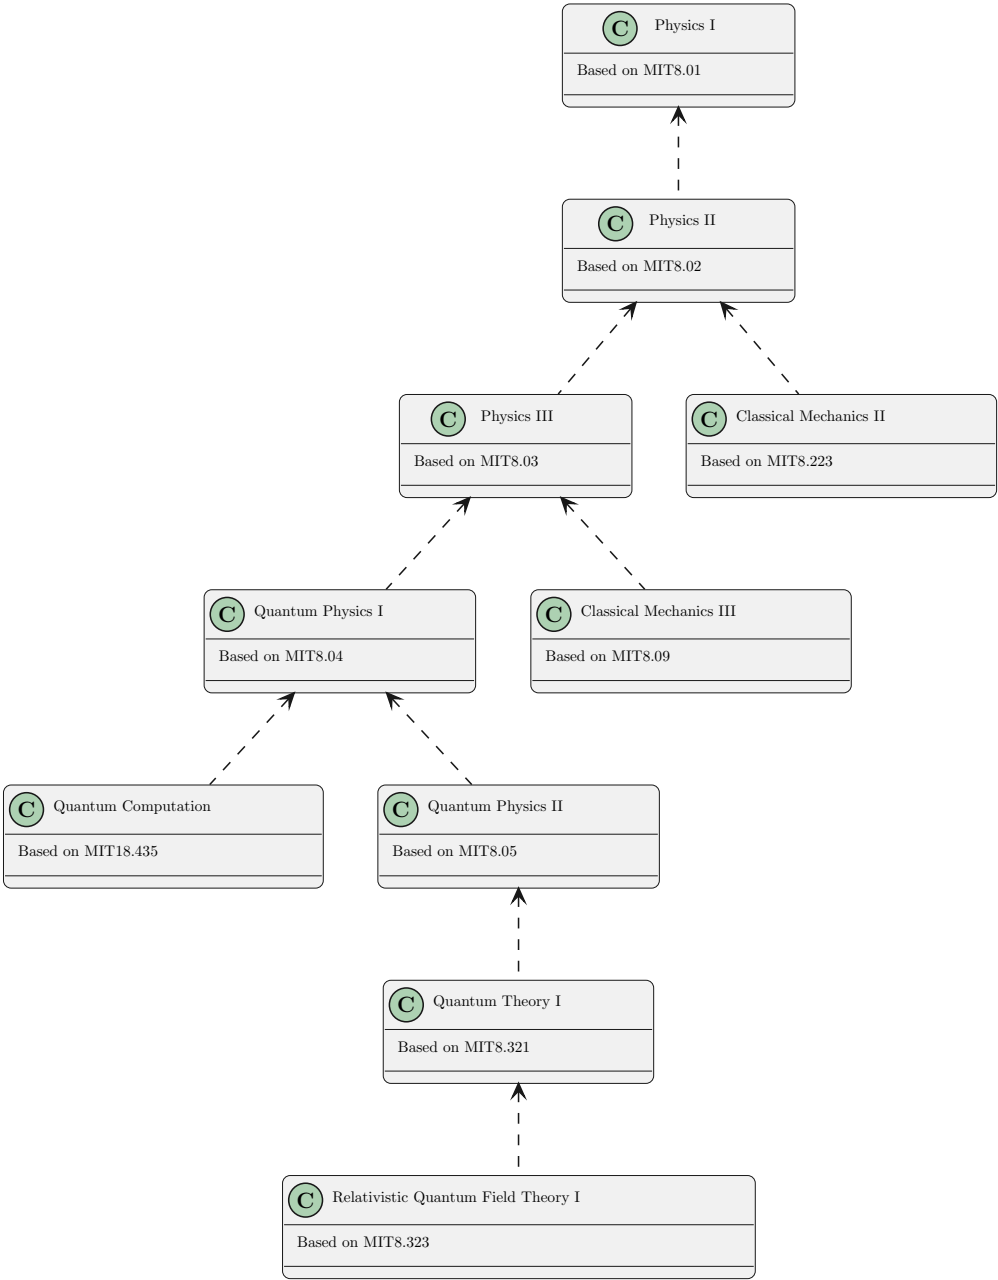 C Physics I
Based on MIT8.01
C Physics II
Based on MIT8.02
C Physics III
Based on MIT8.03
C Classical Mechanics II
Based on MIT8.223
C Quantum Physics I
Based on MIT8.04
C Classical Mechanics III
Based on MIT8.09
C Quantum Computation
Based on MIT18.435
C Quantum Physics II
Based on MIT8.05
C Quantum Theory I
Based on MIT8.321
C Relativistic Quantum Field Theory I
Based on MIT8.323